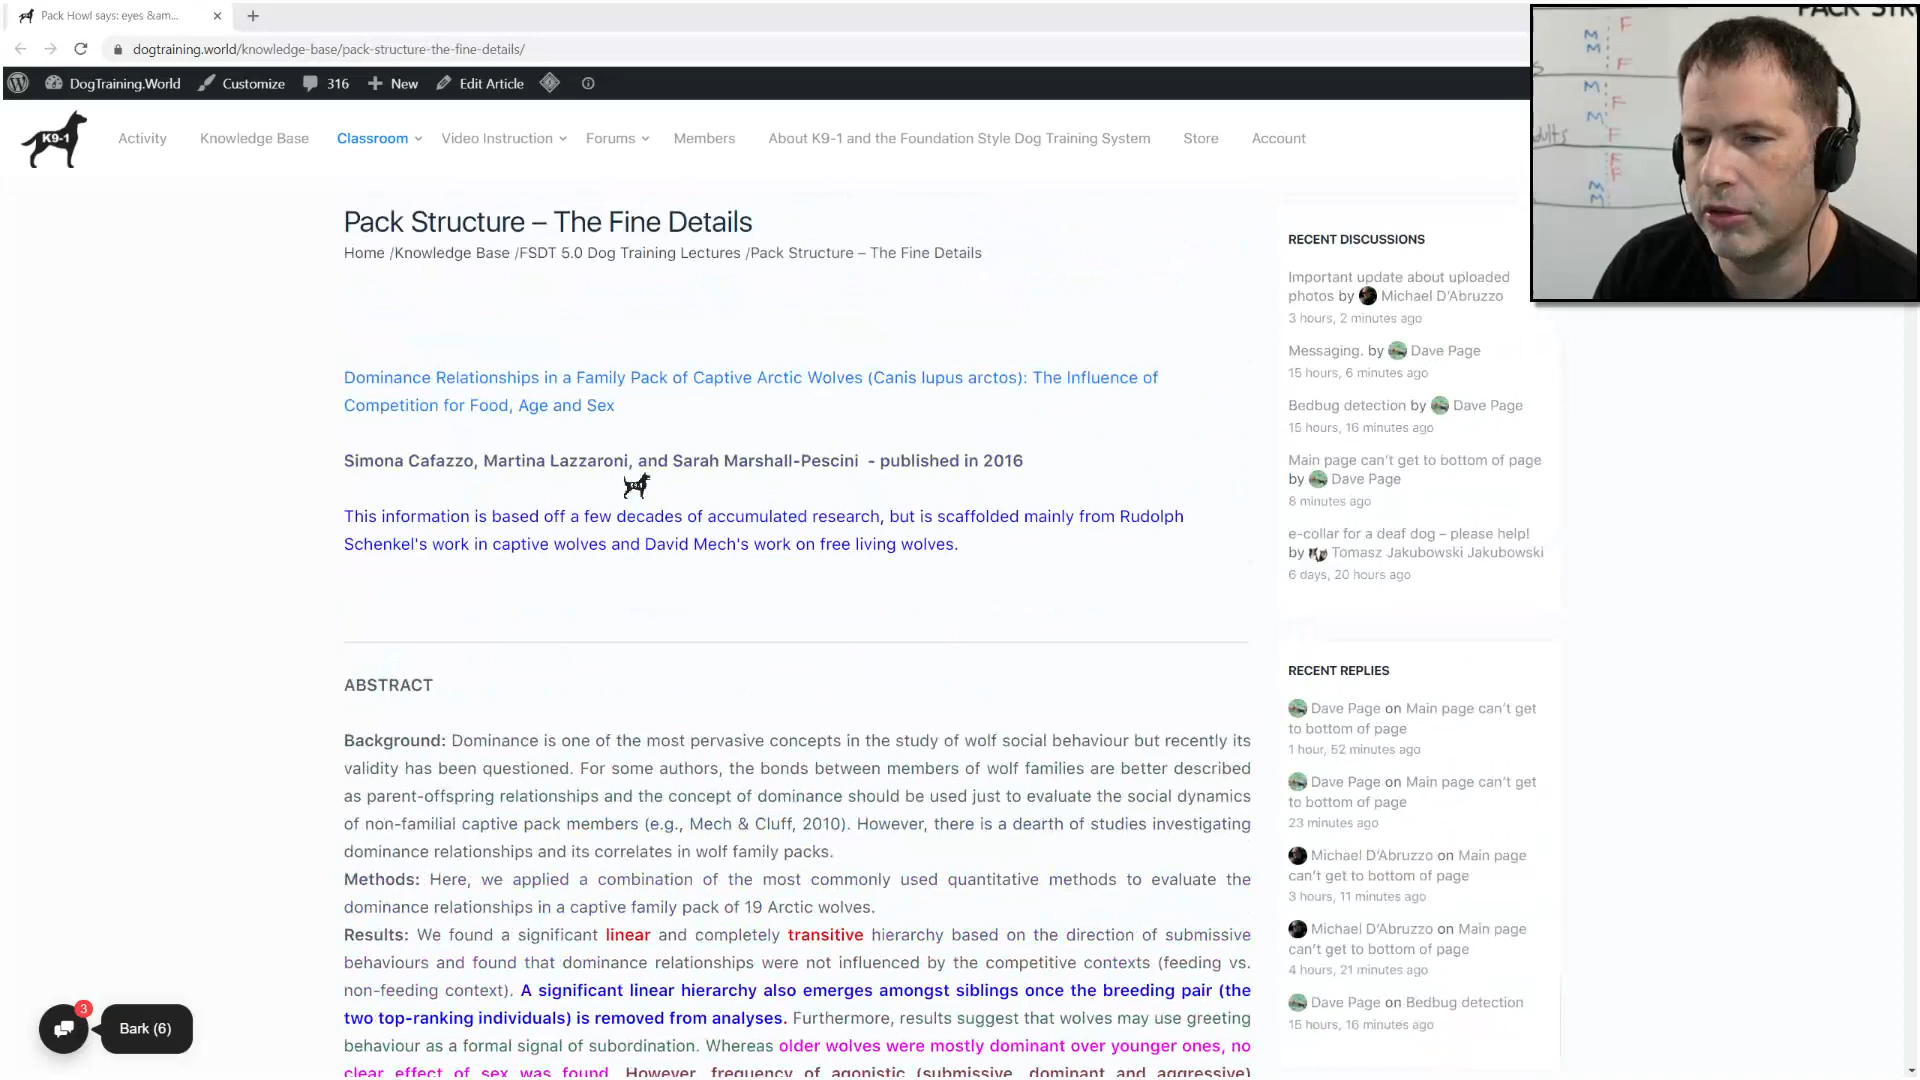 Pack Howl says: eyes &am...
dogtraining.world/knowledge-base/pack-structure-the-fine-details/
DogTraining.World Customize 316 New Edit Article
K9-1
Activity Knowledge Base Classroom Video Instruction Forums Members About K9-1 and the Foundation Style Dog Training System Store Account
Pack Structure – The Fine Details
Home /Knowledge Base /FSDT 5.0 Dog Training Lectures /Pack Structure – The Fine Details
Dominance Relationships in a Family Pack of Captive Arctic Wolves (Canis lupus arctos): The Influence of
Competition for Food, Age and Sex
Simona Cafazzo, Martina Lazzaroni, and Sarah Marshall-Pescini - published in 2016
This information is based off a few decades of accumulated research, but is scaffolded mainly from Rudolph
Schenkel's work in captive wolves and David Mech's work on free living wolves.
ABSTRACT
Background: Dominance is one of the most pervasive concepts in the study of wolf social behaviour but recently its
validity has been questioned. For some authors, the bonds between members of wolf families are better described
as parent-offspring relationships and the concept of dominance should be used just to evaluate the social dynamics
of non-familial captive pack members (e.g., Mech & Cluff, 2010). However, there is a dearth of studies investigating
dominance relationships and its correlates in wolf family packs.
Methods: Here, we applied a combination of the most commonly used quantitative methods to evaluate the
dominance relationships in a captive family pack of 19 Arctic wolves.
Results: We found a significant linear and completely transitive hierarchy based on the direction of submissive
behaviours and found that dominance relationships were not influenced by the competitive contexts (feeding vs.
non-feeding context). A significant linear hierarchy also emerges amongst siblings once the breeding pair (the
two top-ranking individuals) is removed from analyses. Furthermore, results suggest that wolves may use greeting
behaviour as a formal signal of subordination. Whereas older wolves were mostly dominant over younger ones, no
clear effect of sex was found. However, frequency of agonistic (submissive, dominant and aggressive)
RECENT DISCUSSIONS
Important update about uploaded
photos by Michael D'Abruzzo
3 hours, 2 minutes ago
Messaging. by Dave Page
15 hours, 6 minutes ago
Bedbug detection by Dave Page
15 hours, 16 minutes ago
Main page can't get to bottom of page
by Dave Page
8 minutes ago
e-collar for a deaf dog – please help!
by Tomasz Jakubowski Jakubowski
6 days, 20 hours ago
RECENT REPLIES
Dave Page on Main page can't get
to bottom of page
1 hour, 52 minutes ago
Dave Page on Main page can't get
to bottom of page
23 minutes ago
Michael D'Abruzzo on Main page
can't get to bottom of page
3 hours, 11 minutes ago
Michael D'Abruzzo on Main page
can't get to bottom of page
4 hours, 21 minutes ago
Dave Page on Bedbug detection
15 hours, 16 minutes ago
3
Bark (6)
PACK STR
F
M
M
F
M
F
M
F
F
F
M
M